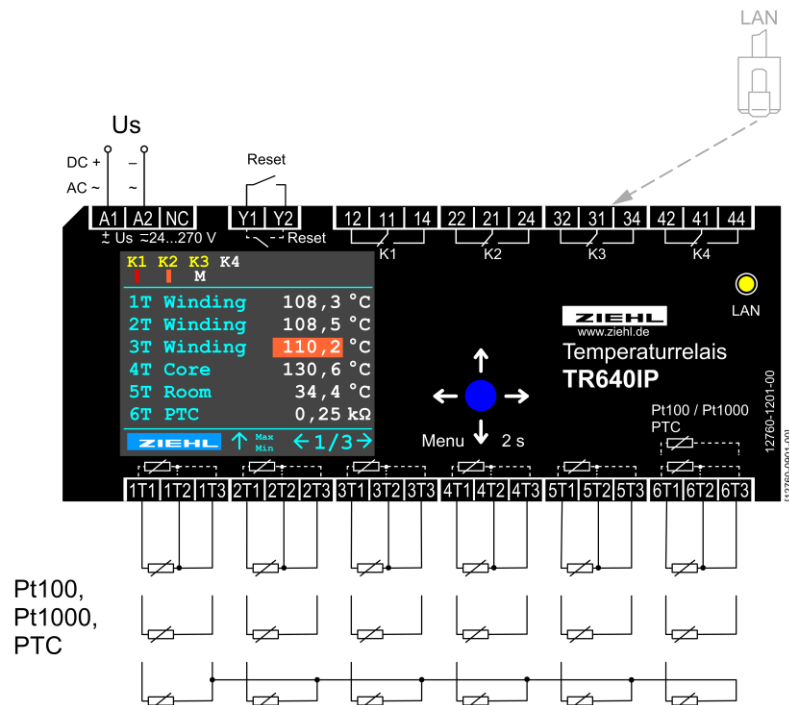 LAN
Us
DC + –
AC ~ ~
Reset
A1 A2 NC
Y1 Y2
12 11 14
22 21 24
32 31 34
42 41 44
± Us ≂24...270 V
Reset
K1
K2
K3
K4
K1 K2 K3 K4
M
1T Winding 108,3 °C
2T Winding 108,5 °C
3T Winding 110,2 °C
4T Core 130,6 °C
5T Room 34,4 °C
6T PTC 0,25 kΩ
ZIEHL ↑ Max Min ←1/3→
LAN
ZIEHL
www.ziehl.de
Temperaturrelais
TR640IP
Menu 2 s
Pt100 / Pt1000
PTC
12760-1201-00
[12760-0901-00]
1T1 1T2 1T3
2T1 2T2 2T3
3T1 3T2 3T3
4T1 4T2 4T3
5T1 5T2 5T3
6T1 6T2 6T3
Pt100,
Pt1000,
PTC